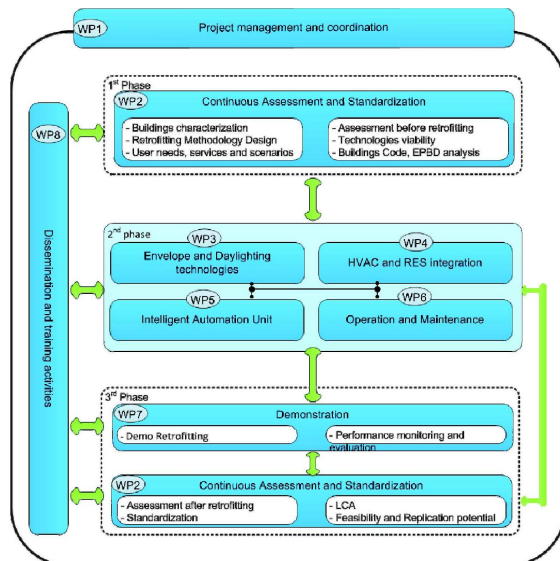 WP1
Project management and coordination
1st Phase
WP2
Continuous Assessment and Standardization
- Buildings characterization
- Retrofitting Methodology Design
- User needs, services and scenarios
- Assessment before retrofitting
- Technologies viability
- Buildings Code, EPBD analysis
WP8
Dissemination and training activities
2nd phase
WP3
Envelope and Daylighting
technologies
WP4
HVAC and RES integration
WP5
Intelligent Automation Unit
WP6
Operation and Maintenance
3rd Phase
WP7
Demonstration
- Demo Retrofitting
- Performance monitoring and
evaluation
WP2
Continuous Assessment and Standardization
- Assessment after retrofitting
- Standardization
- LCA
- Feasibility and Replication potential